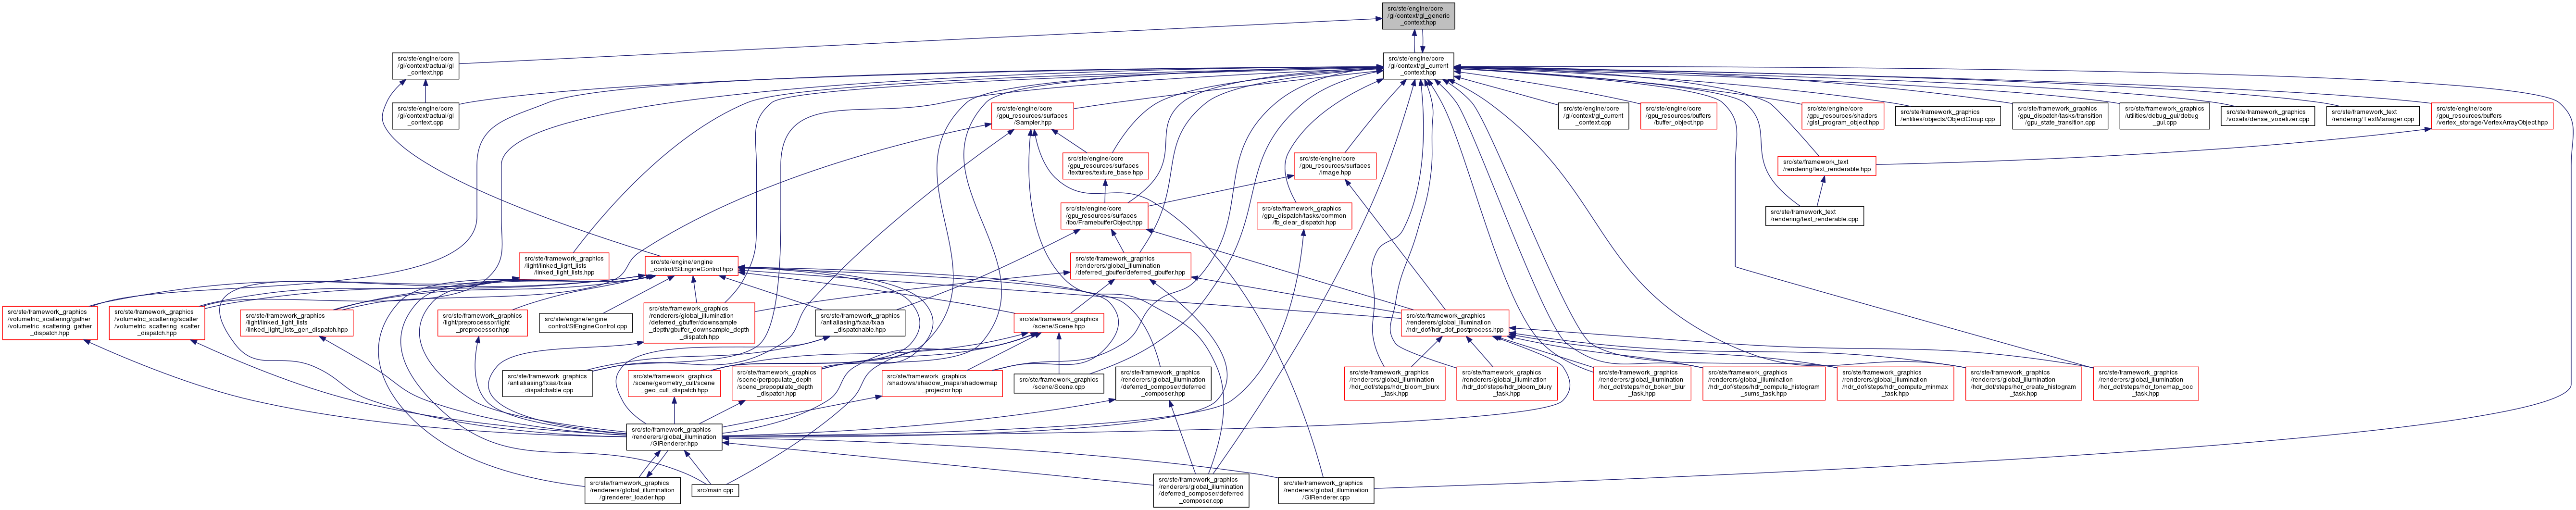 src/ste/engine/core
/gl/context/gl_generic
_context.hpp
src/ste/engine/core
/gl/context/actual/gl
_context.hpp
src/ste/engine/core
/gl/context/gl_current
_context.hpp
src/ste/engine/core
/gl/context/actual/gl
_context.cpp
src/ste/engine/core
/gpu_resources/surfaces
/Sampler.hpp
src/ste/engine/core
/gl/context/gl_current
_context.cpp
src/ste/engine/core
/gpu_resources/buffers
/buffer_object.hpp
src/ste/engine/core
/gpu_resources/shaders
/glsl_program_object.hpp
src/ste/framework_graphics
/entities/objects/ObjectGroup.cpp
src/ste/framework_graphics
/gpu_dispatch/tasks/transition
/gpu_state_transition.cpp
src/ste/framework_graphics
/utilities/debug_gui/debug
_gui.cpp
src/ste/framework_graphics
/voxels/dense_voxelizer.cpp
src/ste/framework_text
/rendering/TextManager.cpp
src/ste/engine/core
/gpu_resources/buffers
/vertex_storage/VertexArrayObject.hpp
src/ste/engine/core
/gpu_resources/surfaces
/textures/texture_base.hpp
src/ste/engine/core
/gpu_resources/surfaces
/image.hpp
src/ste/framework_text
/rendering/text_renderable.hpp
src/ste/engine/core
/gpu_resources/surfaces
/fbo/FramebufferObject.hpp
src/ste/framework_graphics
/gpu_dispatch/tasks/common
/fb_clear_dispatch.hpp
src/ste/framework_text
/rendering/text_renderable.cpp
src/ste/framework_graphics
/light/linked_light_lists
/linked_light_lists.hpp
src/ste/engine/engine
_control/StEngineControl.hpp
src/ste/framework_graphics
/renderers/global_illumination
/deferred_gbuffer/deferred_gbuffer.hpp
src/ste/framework_graphics
/volumetric_scattering/gather
/volumetric_scattering_gather
_dispatch.hpp
src/ste/framework_graphics
/volumetric_scattering/scatter
/volumetric_scattering_scatter
_dispatch.hpp
src/ste/framework_graphics
/light/linked_light_lists
/linked_light_lists_gen_dispatch.hpp
src/ste/framework_graphics
/light/preprocessor/light
_preprocessor.hpp
src/ste/engine/engine
_control/StEngineControl.cpp
src/ste/framework_graphics
/renderers/global_illumination
/deferred_gbuffer/downsample
_depth/gbuffer_downsample_depth
_dispatch.hpp
src/ste/framework_graphics
/antialiasing/fxaa/fxaa
_dispatchable.hpp
src/ste/framework_graphics
/scene/Scene.hpp
src/ste/framework_graphics
/renderers/global_illumination
/hdr_dof/hdr_dof_postprocess.hpp
src/ste/framework_graphics
/antialiasing/fxaa/fxaa
_dispatchable.cpp
src/ste/framework_graphics
/scene/geometry_cull/scene
_geo_cull_dispatch.hpp
src/ste/framework_graphics
/scene/perpopulate_depth
/scene_prepopulate_depth
_dispatch.hpp
src/ste/framework_graphics
/shadows/shadow_maps/shadowmap
_projector.hpp
src/ste/framework_graphics
/scene/Scene.cpp
src/ste/framework_graphics
/renderers/global_illumination
/deferred_composer/deferred
_composer.hpp
src/ste/framework_graphics
/renderers/global_illumination
/hdr_dof/steps/hdr_bloom_blurx
_task.hpp
src/ste/framework_graphics
/renderers/global_illumination
/hdr_dof/steps/hdr_bloom_blury
_task.hpp
src/ste/framework_graphics
/renderers/global_illumination
/hdr_dof/steps/hdr_bokeh_blur
_task.hpp
src/ste/framework_graphics
/renderers/global_illumination
/hdr_dof/steps/hdr_compute_histogram
_sums_task.hpp
src/ste/framework_graphics
/renderers/global_illumination
/hdr_dof/steps/hdr_compute_minmax
_task.hpp
src/ste/framework_graphics
/renderers/global_illumination
/hdr_dof/steps/hdr_create_histogram
_task.hpp
src/ste/framework_graphics
/renderers/global_illumination
/hdr_dof/steps/hdr_tonemap_coc
_task.hpp
src/ste/framework_graphics
/renderers/global_illumination
/GIRenderer.hpp
src/ste/framework_graphics
/renderers/global_illumination
/girenderer_loader.hpp
src/main.cpp
src/ste/framework_graphics
/renderers/global_illumination
/deferred_composer/deferred
_composer.cpp
src/ste/framework_graphics
/renderers/global_illumination
/GIRenderer.cpp